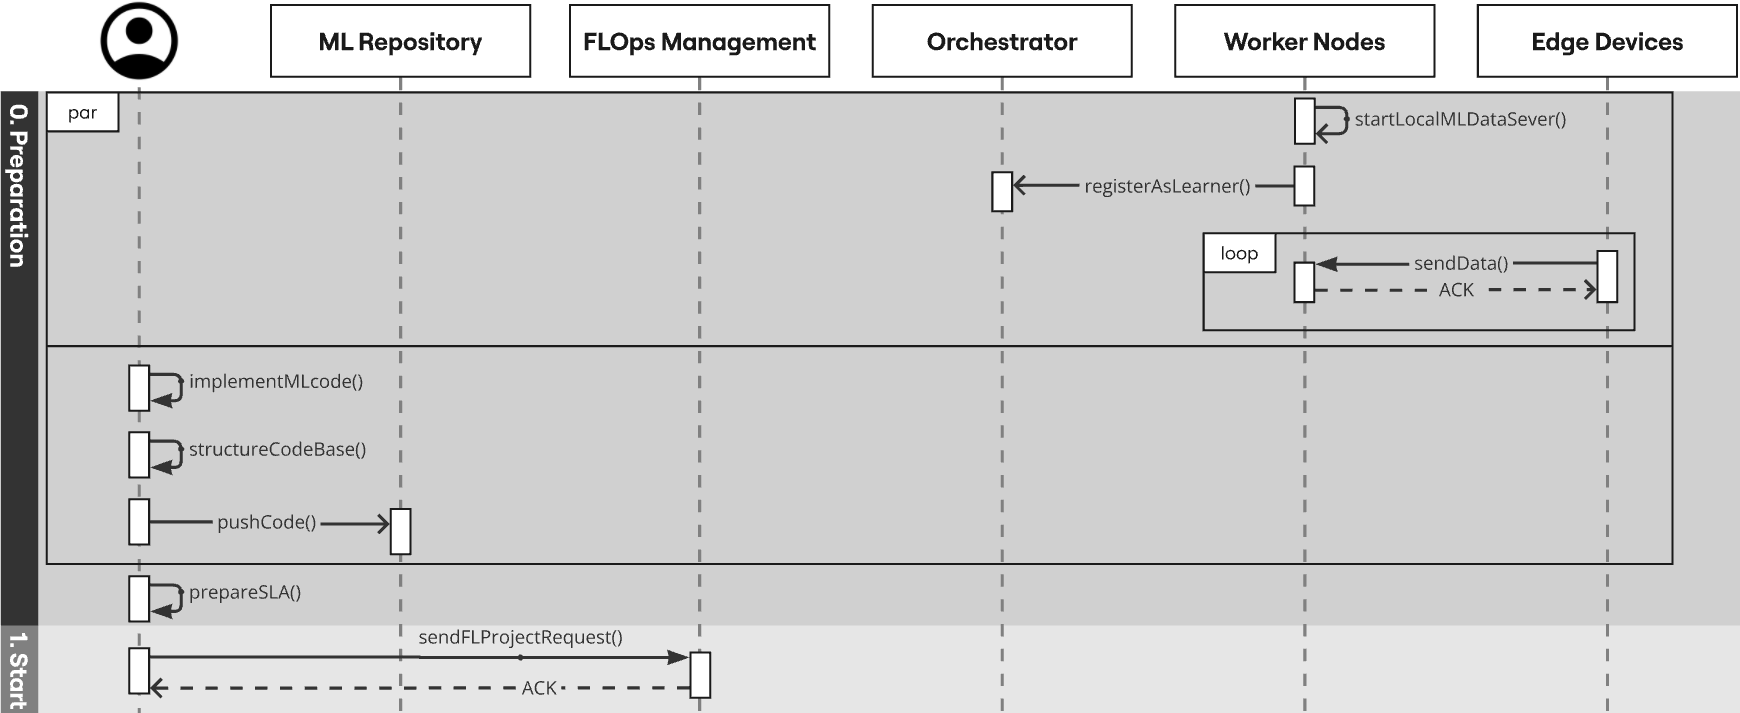 ML Repository
FLOps Management
Orchestrator
Worker Nodes
Edge Devices
0. Preparation
par
startLocalMLDataSever()
registerAsLearner()
loop
sendData()
ACK
implementMLcode()
structureCodeBase()
pushCode()
prepareSLA()
1. Start
sendFLProjectRequest()
ACK